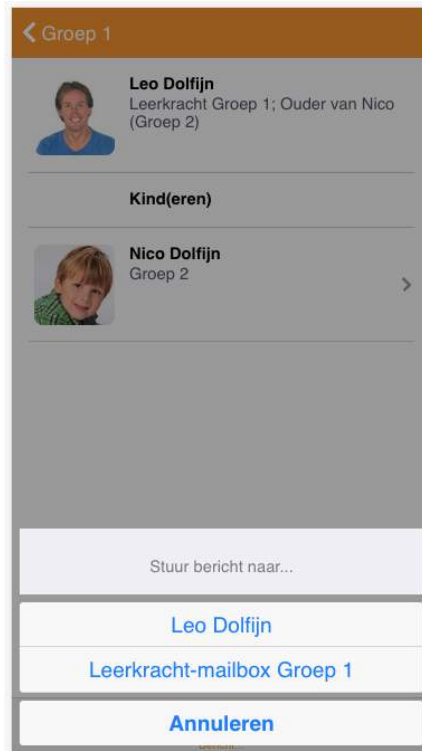 Groep 1
Leo Dolfijn
Leerkracht Groep 1; Ouder van Nico
(Groep 2)
Kind(eren)
Nico Dolfijn
Groep 2
Stuur bericht naar...
Leo Dolfijn
Leerkracht-mailbox Groep 1
Annuleren